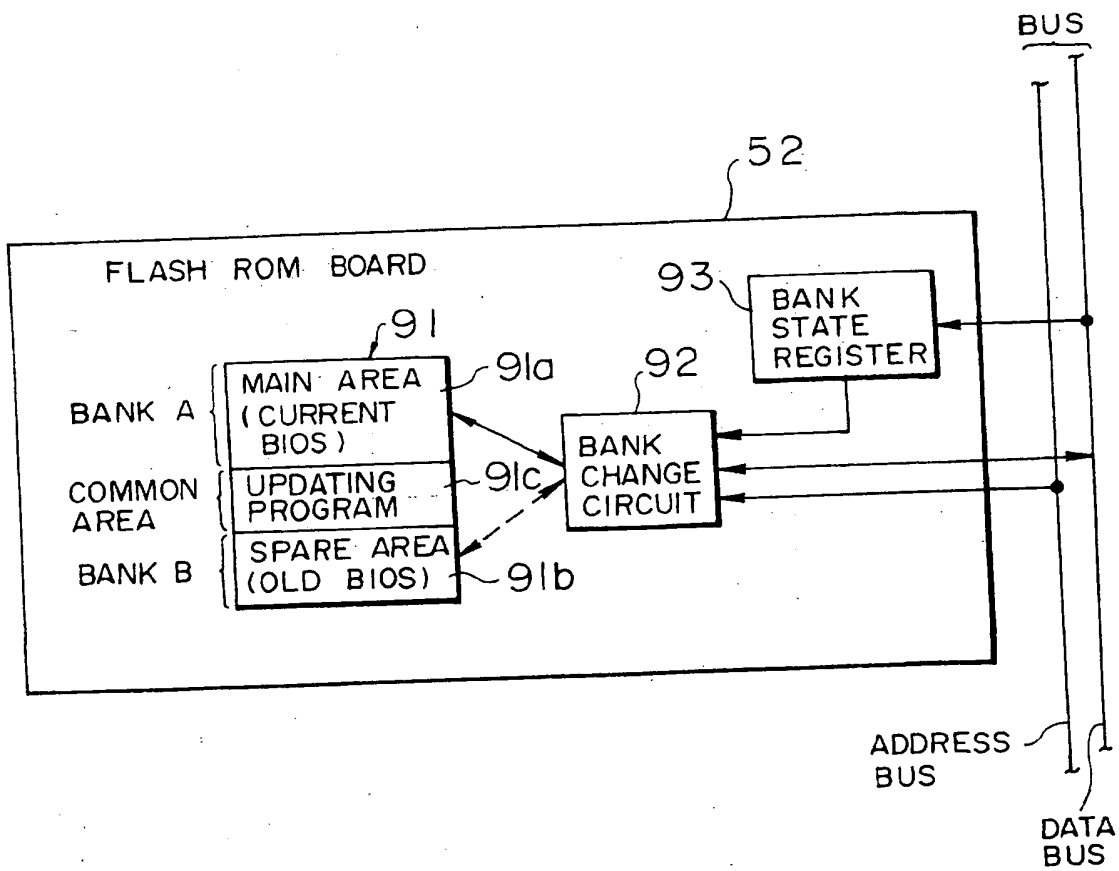 BUS
52
FLASH ROM BOARD
93
BANK
STATE
REGISTER
91
91a
92
BANK A
MAIN AREA
(CURRENT
BIOS)
BANK
CHANGE
CIRCUIT
COMMON
AREA
UPDATING
PROGRAM
91c
BANK B
SPARE AREA
(OLD BIOS)
91b
ADDRESS
BUS
DATA
BUS